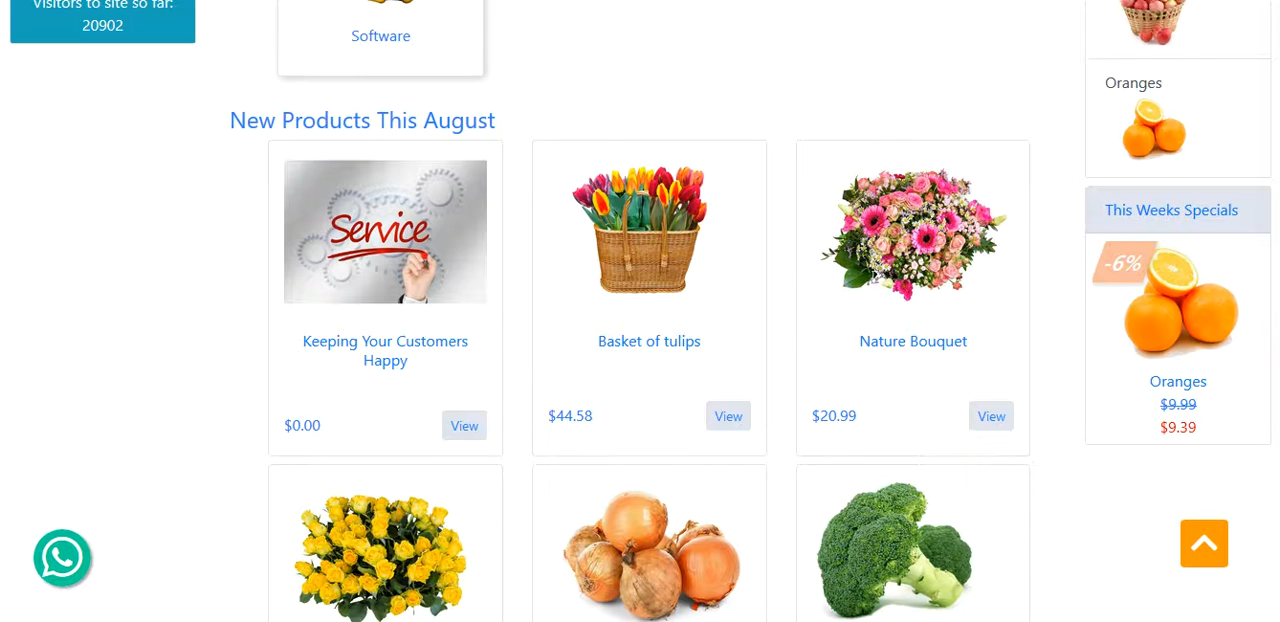 Visitors to site so far:
20902
Software
New Products This August
Service
Keeping Your Customers
Happy
$0.00
View
Basket of tulips
$44.58
View
Nature Bouquet
$20.99
View
Oranges
This Weeks Specials
-6%
Oranges
$9.99
$9.39